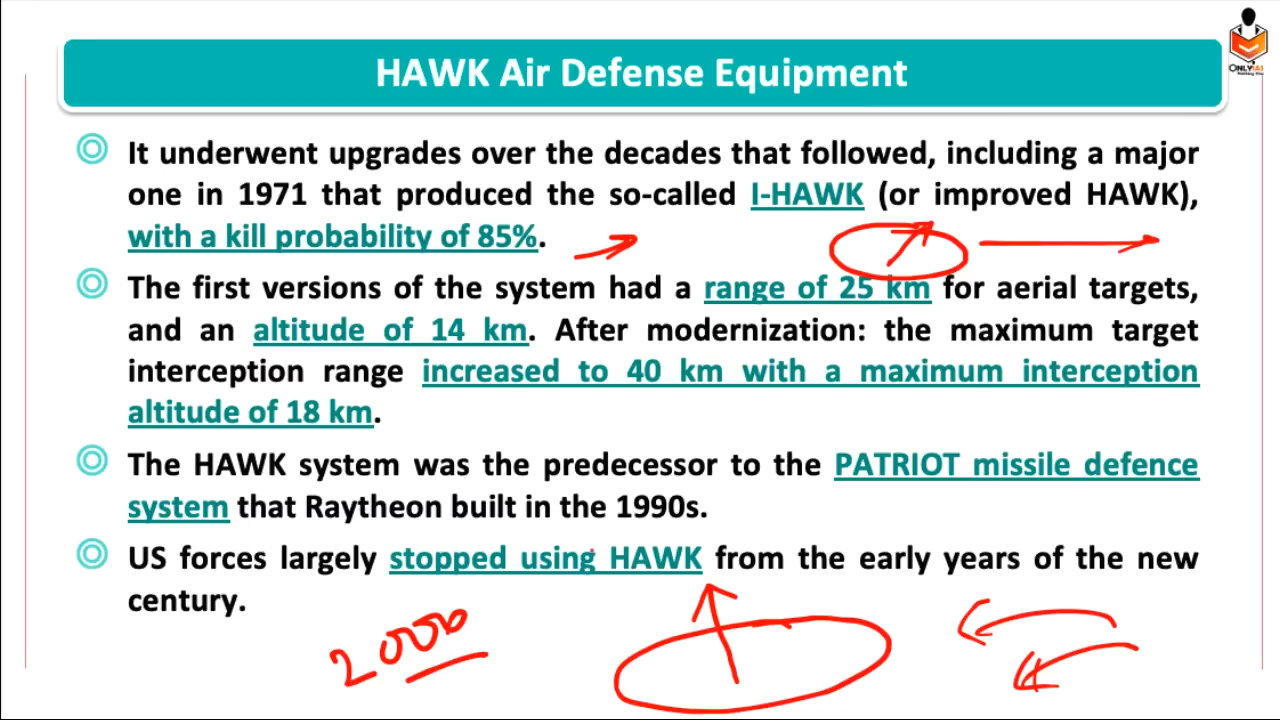 HAWK Air Defense Equipment
ONLYIAS
It underwent upgrades over the decades that followed, including a major
one in 1971 that produced the so-called I-HAWK (or improved HAWK),
with a kill probability of 85%.
The first versions of the system had a range of 25 km for aerial targets,
and an altitude of 14 km. After modernization: the maximum target
interception range increased to 40 km with a maximum interception
altitude of 18 km.
The HAWK system was the predecessor to the PATRIOT missile defence
system that Raytheon built in the 1990s.
US forces largely stopped using HAWK from the early years of the new
century.